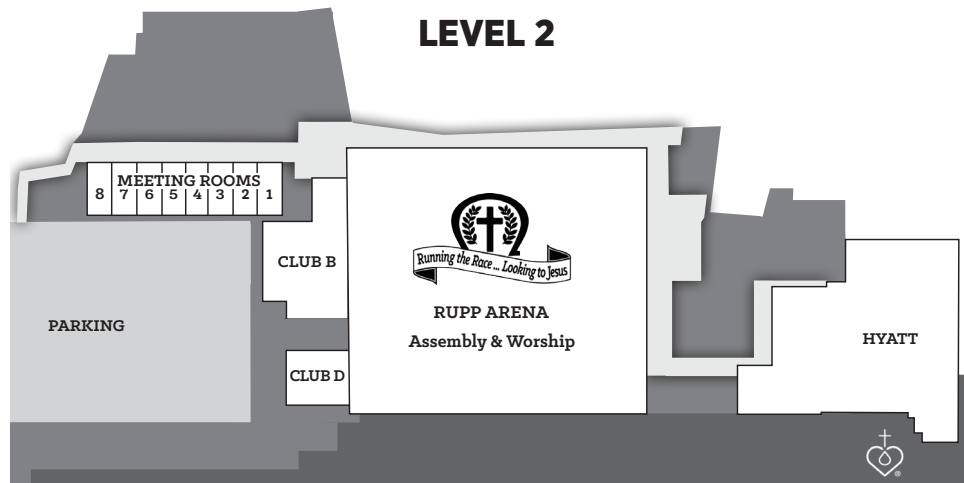 LEVEL 2
MEETING ROOMS
8 7 6 5 4 3 2 1
CLUB B
Running the Race ... Looking to Jesus
RUPP ARENA
Assembly & Worship
PARKING
HYATT
CLUB D
®